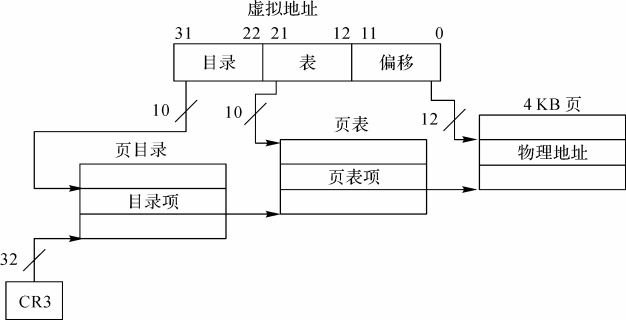 虚拟地址
31 22 21 12 11 0
目录 表 偏移
10 10 12 4 KB 页
页表
页目录 物理地址
页表项
目录项
32
CR3